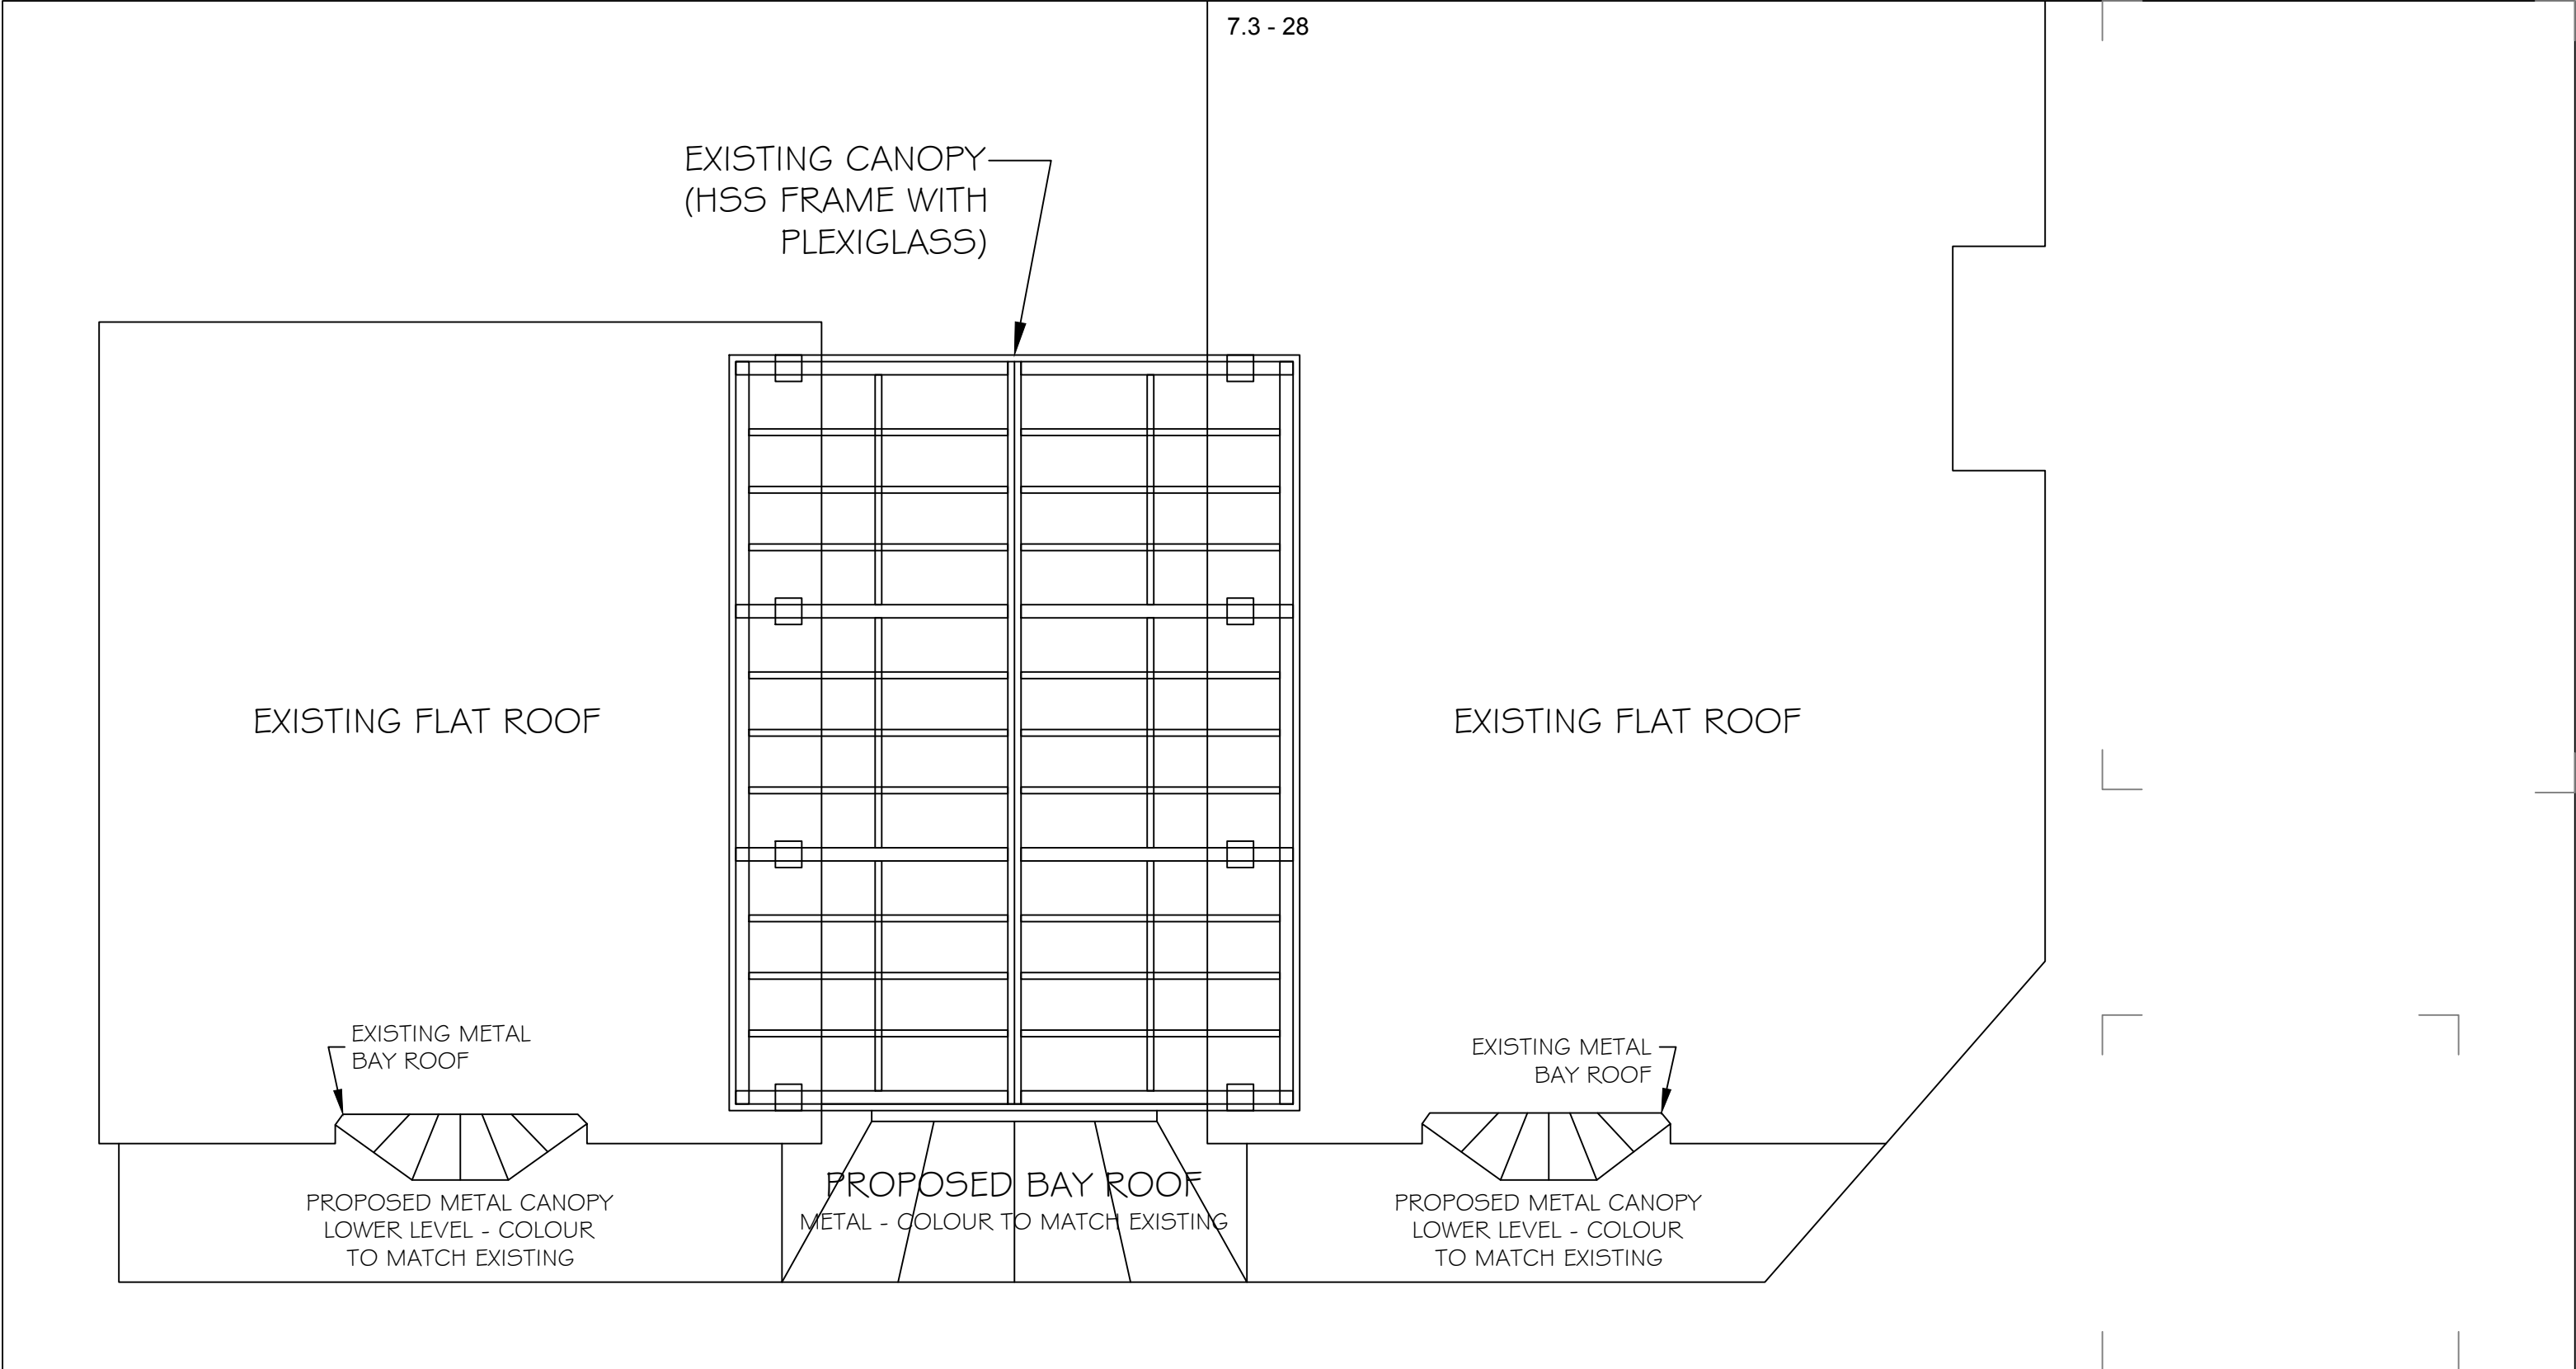 7.3 - 28
EXISTING CANOPY
(HSS FRAME WITH
PLEXIGLASS)
EXISTING FLAT ROOF
EXISTING FLAT ROOF
EXISTING METAL
BAY ROOF
EXISTING METAL
BAY ROOF
PROPOSED METAL CANOPY
LOWER LEVEL - COLOUR
TO MATCH EXISTING
PROPOSED BAY ROOF
METAL - COLOUR TO MATCH EXISTING
PROPOSED METAL CANOPY
LOWER LEVEL - COLOUR
TO MATCH EXISTING